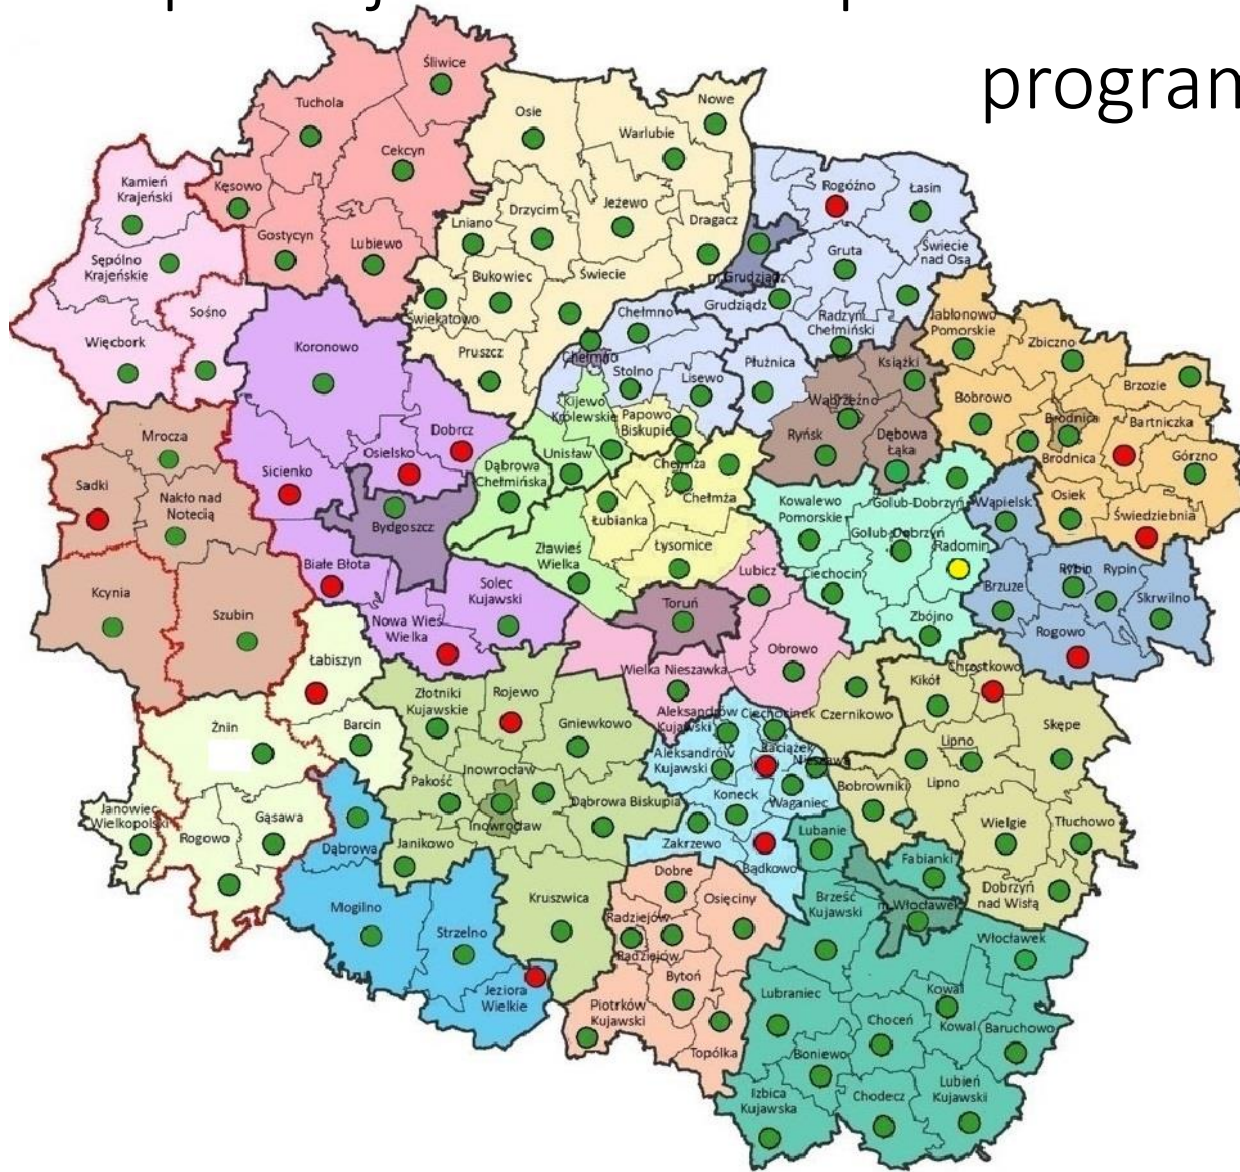 program
Śliwice
Tuchola
Cekcyn
Kęsowo
Gostycyn
Lubiewo
Osie
Nowe
Warlubie
Drzycim
Jeżewo
Dragacz
Lniano
Bukowiec
Świecie
Świekatowo
Pruszcz
Kamień
Krajeński
Sępólno
Krajeńskie
Sośno
Więcbork
Rogóźno
Łasin
Gruta
Świecie
nad Osą
m.Grudziądz
Grudziądz
Radzyn
Chełmiński
Chełmno
Chełmno
Stolno
Lisewo
Płużnica
Kijewo
Królewskie
Papowo
Biskupie
Unisław
Koronowo
Dobrcz
Osielsko
Sicienko
Bydgoszcz
Białe Błota
Solec
Kujawski
Nowa Wieś
Wielka
Dąbrowa
Chełmińska
Zławieś
Wielka
Chełmża
Chełmża
Łubianka
Łysomice
Książki
Wąbrzeźno
Ryńsk
Dębowa
Łąka
Jabłonowo
Pomorskie
Zbiczno
Brzozie
Bobrowo
Brodnica
Brodnica
Bartniczka
Górzno
Osiek
Świedziebnia
Mrocza
Sadki
Nakło nad
Notecią
Kcynia
Szubin
Kowalewo
Pomorskie
Golub-Dobrzyń
Golub-Dobrzyń
Radomin
Ciechocin
Zbójno
Wąpielsk
Rypin
Rypin
Brzuze
Skrwilno
Rogowo
Lubicz
Toruń
Obrowo
Wielka Nieszawka
Czernikowo
Łabiszyn
Barcin
Żnin
Janowiec
Wielkopolski
Rogowo
Gąsawa
Złotniki
Kujawskie
Rojewo
Gniewkowo
Inowrocław
Inowrocław
Pakość
Dąbrowa Biskupia
Janikowo
Kruszwica
Dąbrowa
Mogilno
Strzelno
Jeziora
Wielkie
Aleksandrów
Kujawski
Ciechocinek
Aleksandrów
Kujawski
Raciążek
Nieszawa
Koneck
Waganiec
Zakrzewo
Bądkowo
Chrostkowo
Kikół
Skępe
Lipno
Lipno
Bobrowniki
Wielgie
Tłuchowo
Dobrzyń
nad Wisłą
Dobre
Osięciny
Radziejów
Radziejów
Bytoń
Piotrków
Kujawski
Topólka
Lubanie
Fabianki
Brześć
Kujawski
m.Włocławek
Włocławek
Lubraniec
Kowal
Kowal
Choceń
Baruchowo
Boniewo
Izbica
Kujawska
Chodecz
Lubień
Kujawski